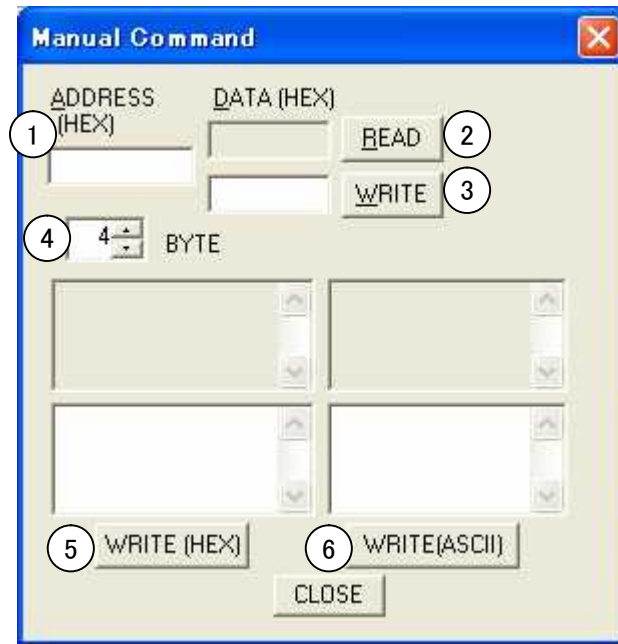 Manual Command
ADDRESS (HEX)
DATA (HEX)
1
READ
2
WRITE
3
4
4
BYTE
5
WRITE (HEX)
6
WRITE(ASCII)
CLOSE